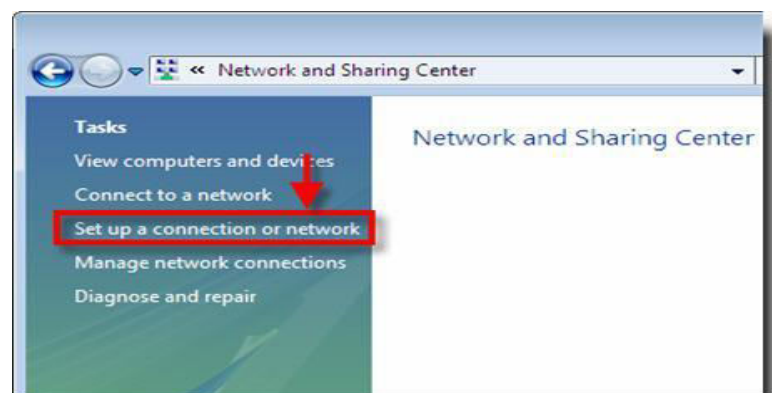 « Network and Sharing Center
Tasks
View computers and devices
Connect to a network
Set up a connection or network
Manage network connections
Diagnose and repair
Network and Sharing Center